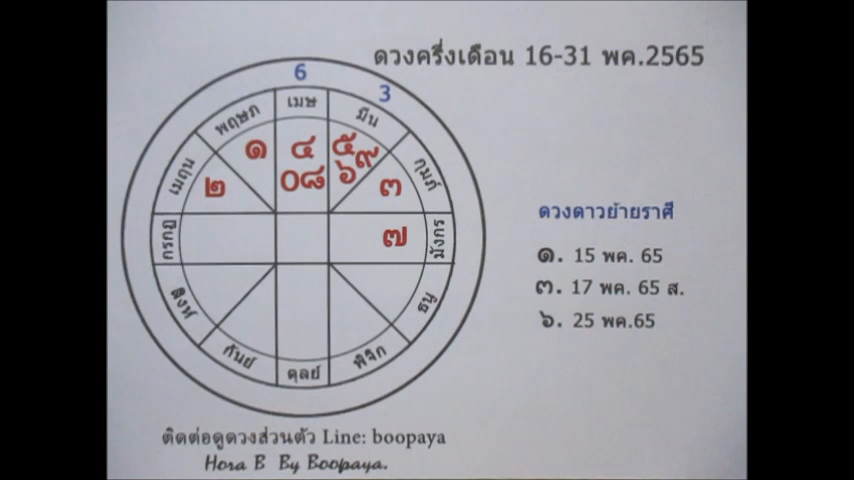 ดวงครึ่งเดือน 16-31 พค.2565
6
3
เมษ
พฤษภ
มีน
เมถุน
กุมภ์
๑
๔
๕
๙
๐๘
๖
๒
๓
กรกฎ
๗
มังกร
สิงห์
ธนู
กันย์
ตุลย์
พิจิก
ดวงดาวย้ายราศี
๑. 15 พค. 65
๓. 17 พค. 65 ส.
๖. 25 พค.65
ติดต่อดูดวงส่วนตัว Line: boopaya
Hora B By Boopaya.